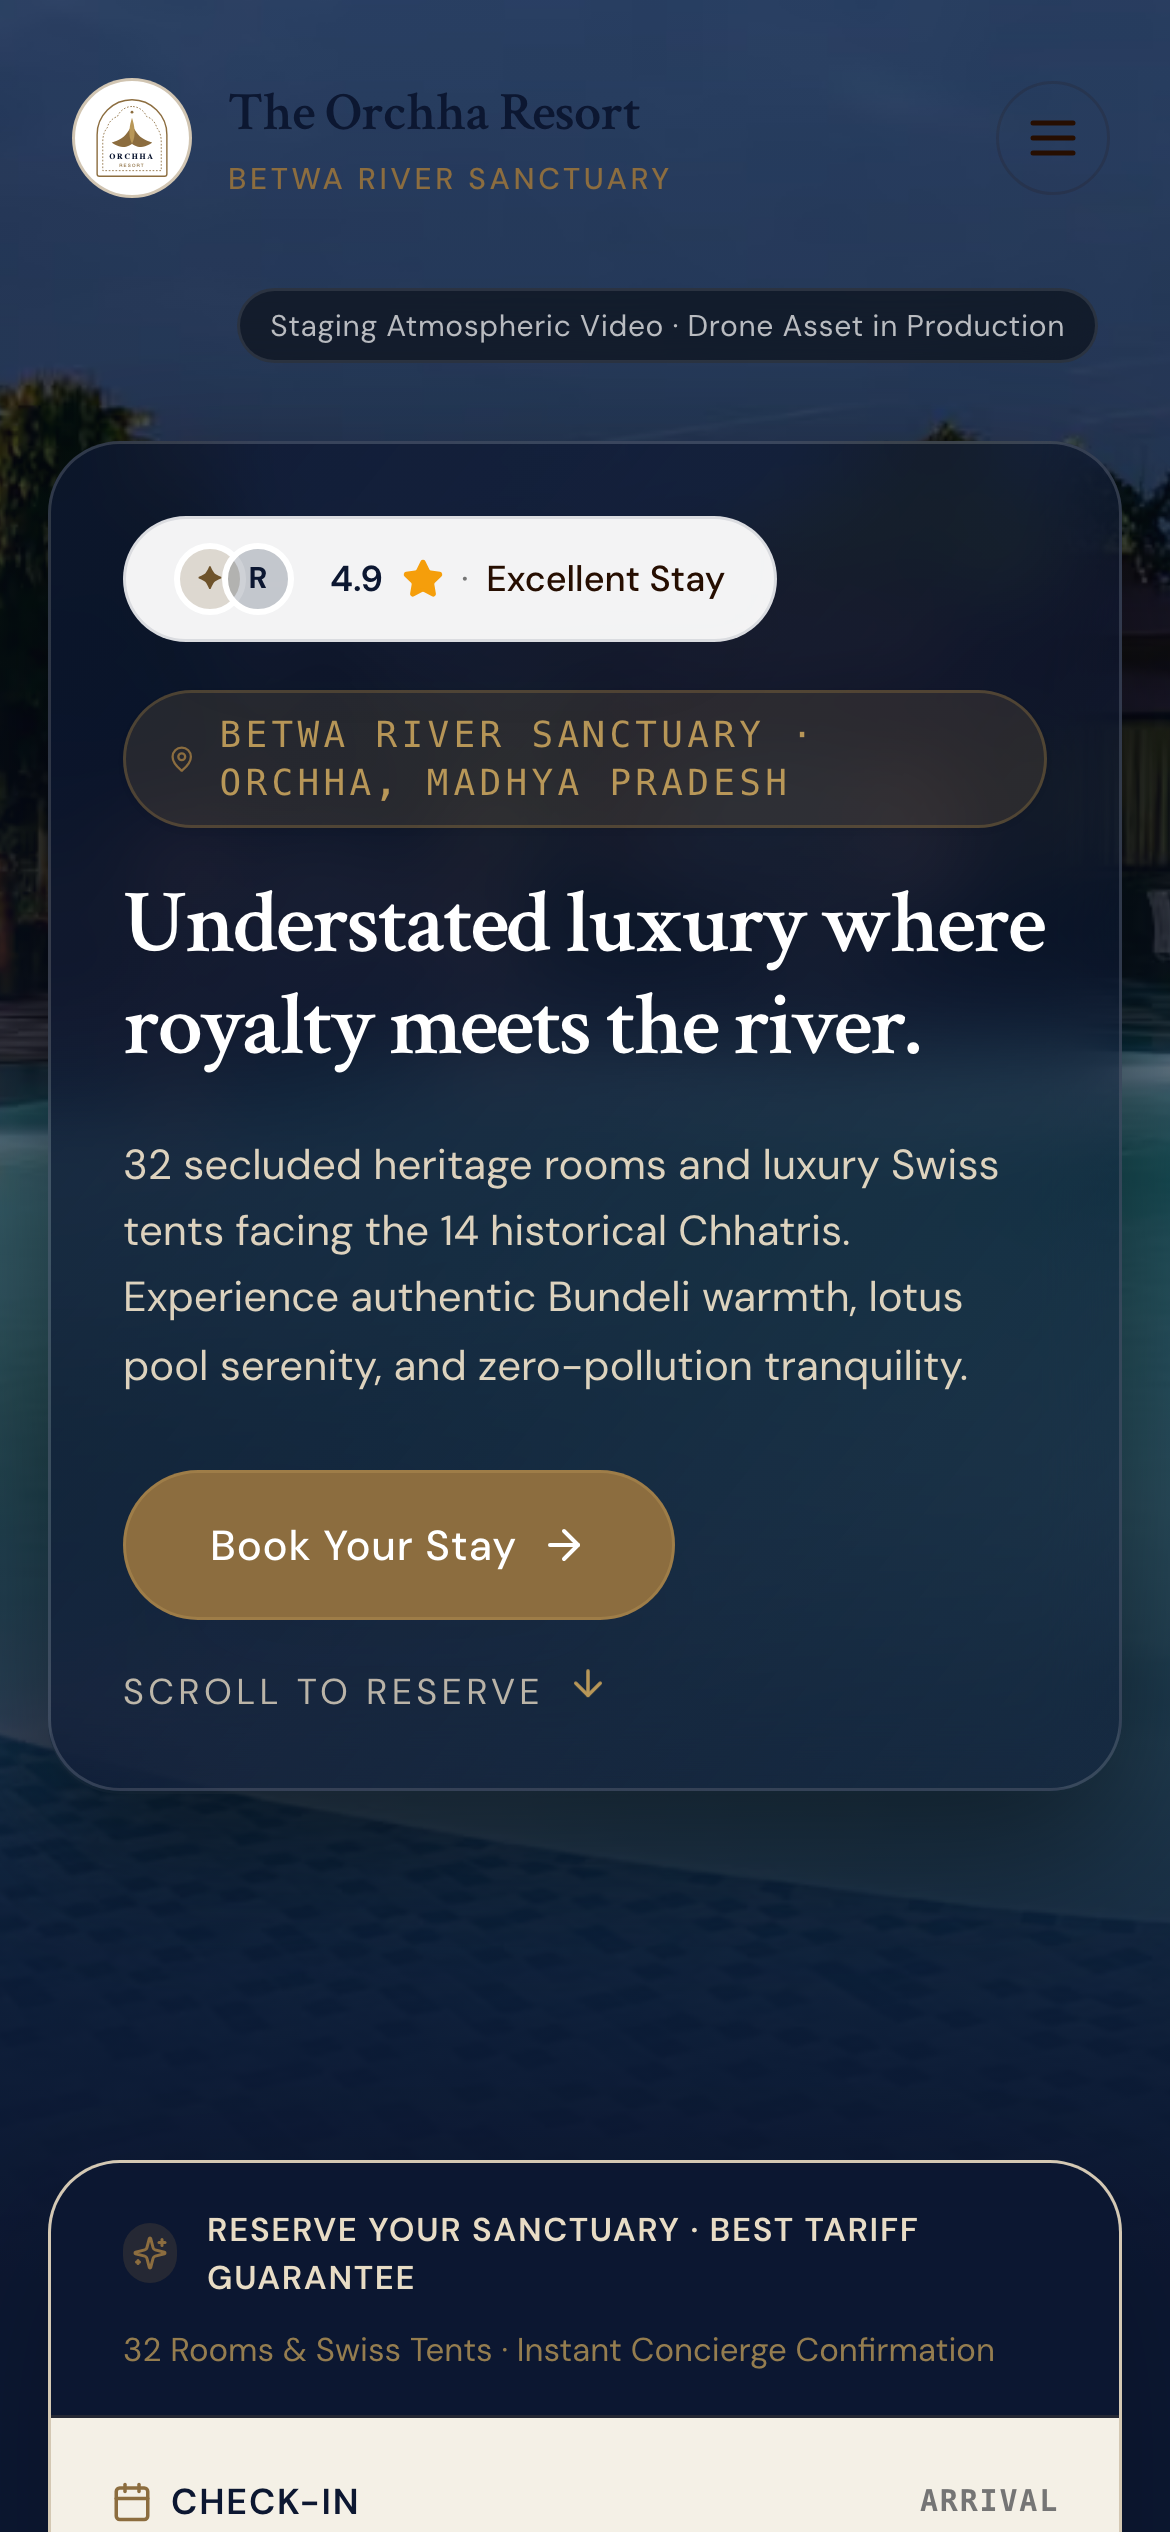 ORCHHA
RESORT
The Orchha Resort
BETWA RIVER SANCTUARY
Staging Atmospheric Video · Drone Asset in Production
R
4.9 · Excellent Stay
BETWA RIVER SANCTUARY ·
ORCHHA, MADHYA PRADESH
Understated luxury where
royalty meets the river.
32 secluded heritage rooms and luxury Swiss
tents facing the 14 historical Chhatris.
Experience authentic Bundeli warmth, lotus
pool serenity, and zero-pollution tranquility.
Book Your Stay →
SCROLL TO RESERVE ↓
RESERVE YOUR SANCTUARY · BEST TARIFF
GUARANTEE
32 Rooms & Swiss Tents · Instant Concierge Confirmation
CHECK-IN
ARRIVAL